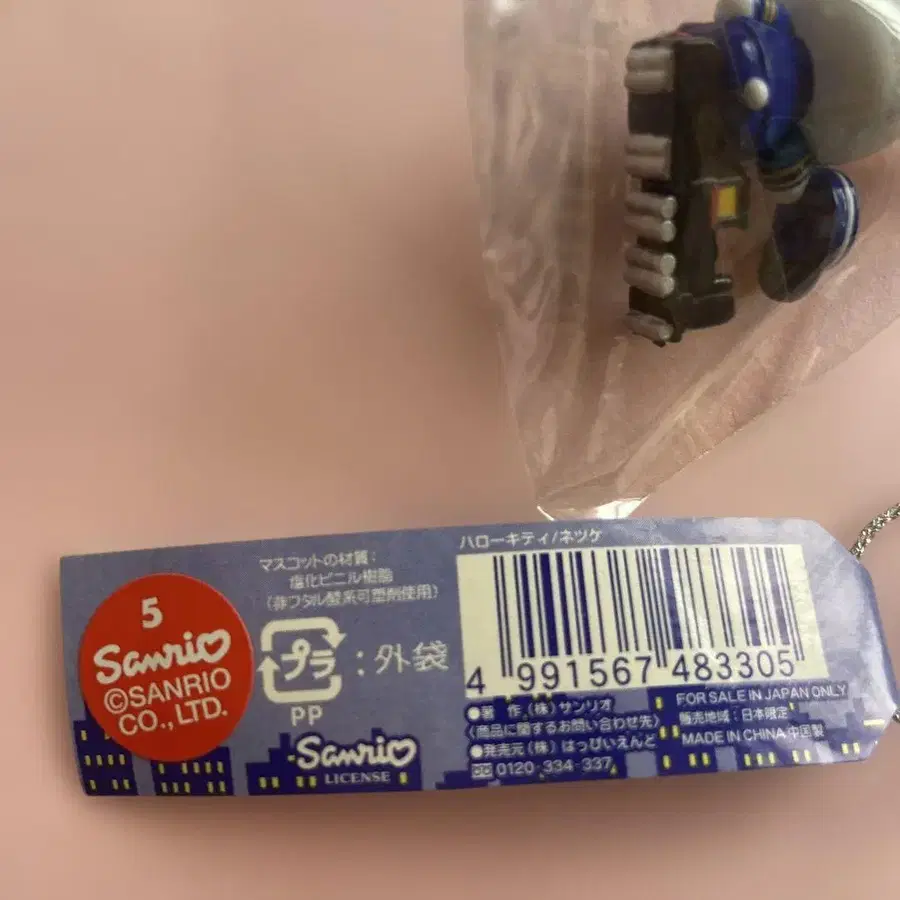 5
Sanrio
©SANRIO
CO.,LTD.
マスコットの材質:
塩化ビニル樹脂
(非フタル酸系可塑剤使用)
プラ
:外袋
PP
Sanrio
LICENSE
ハローキティ/ネツケ
4 991567 483305
●著 作.(株)サンリオ
〈商品に関するお問い合わせ先〉
●発売元(株)はっぴいえんど
0120-334-337
FOR SALE IN JAPAN ONLY
販売地域:日本限定
MADE IN CHINA 中国製